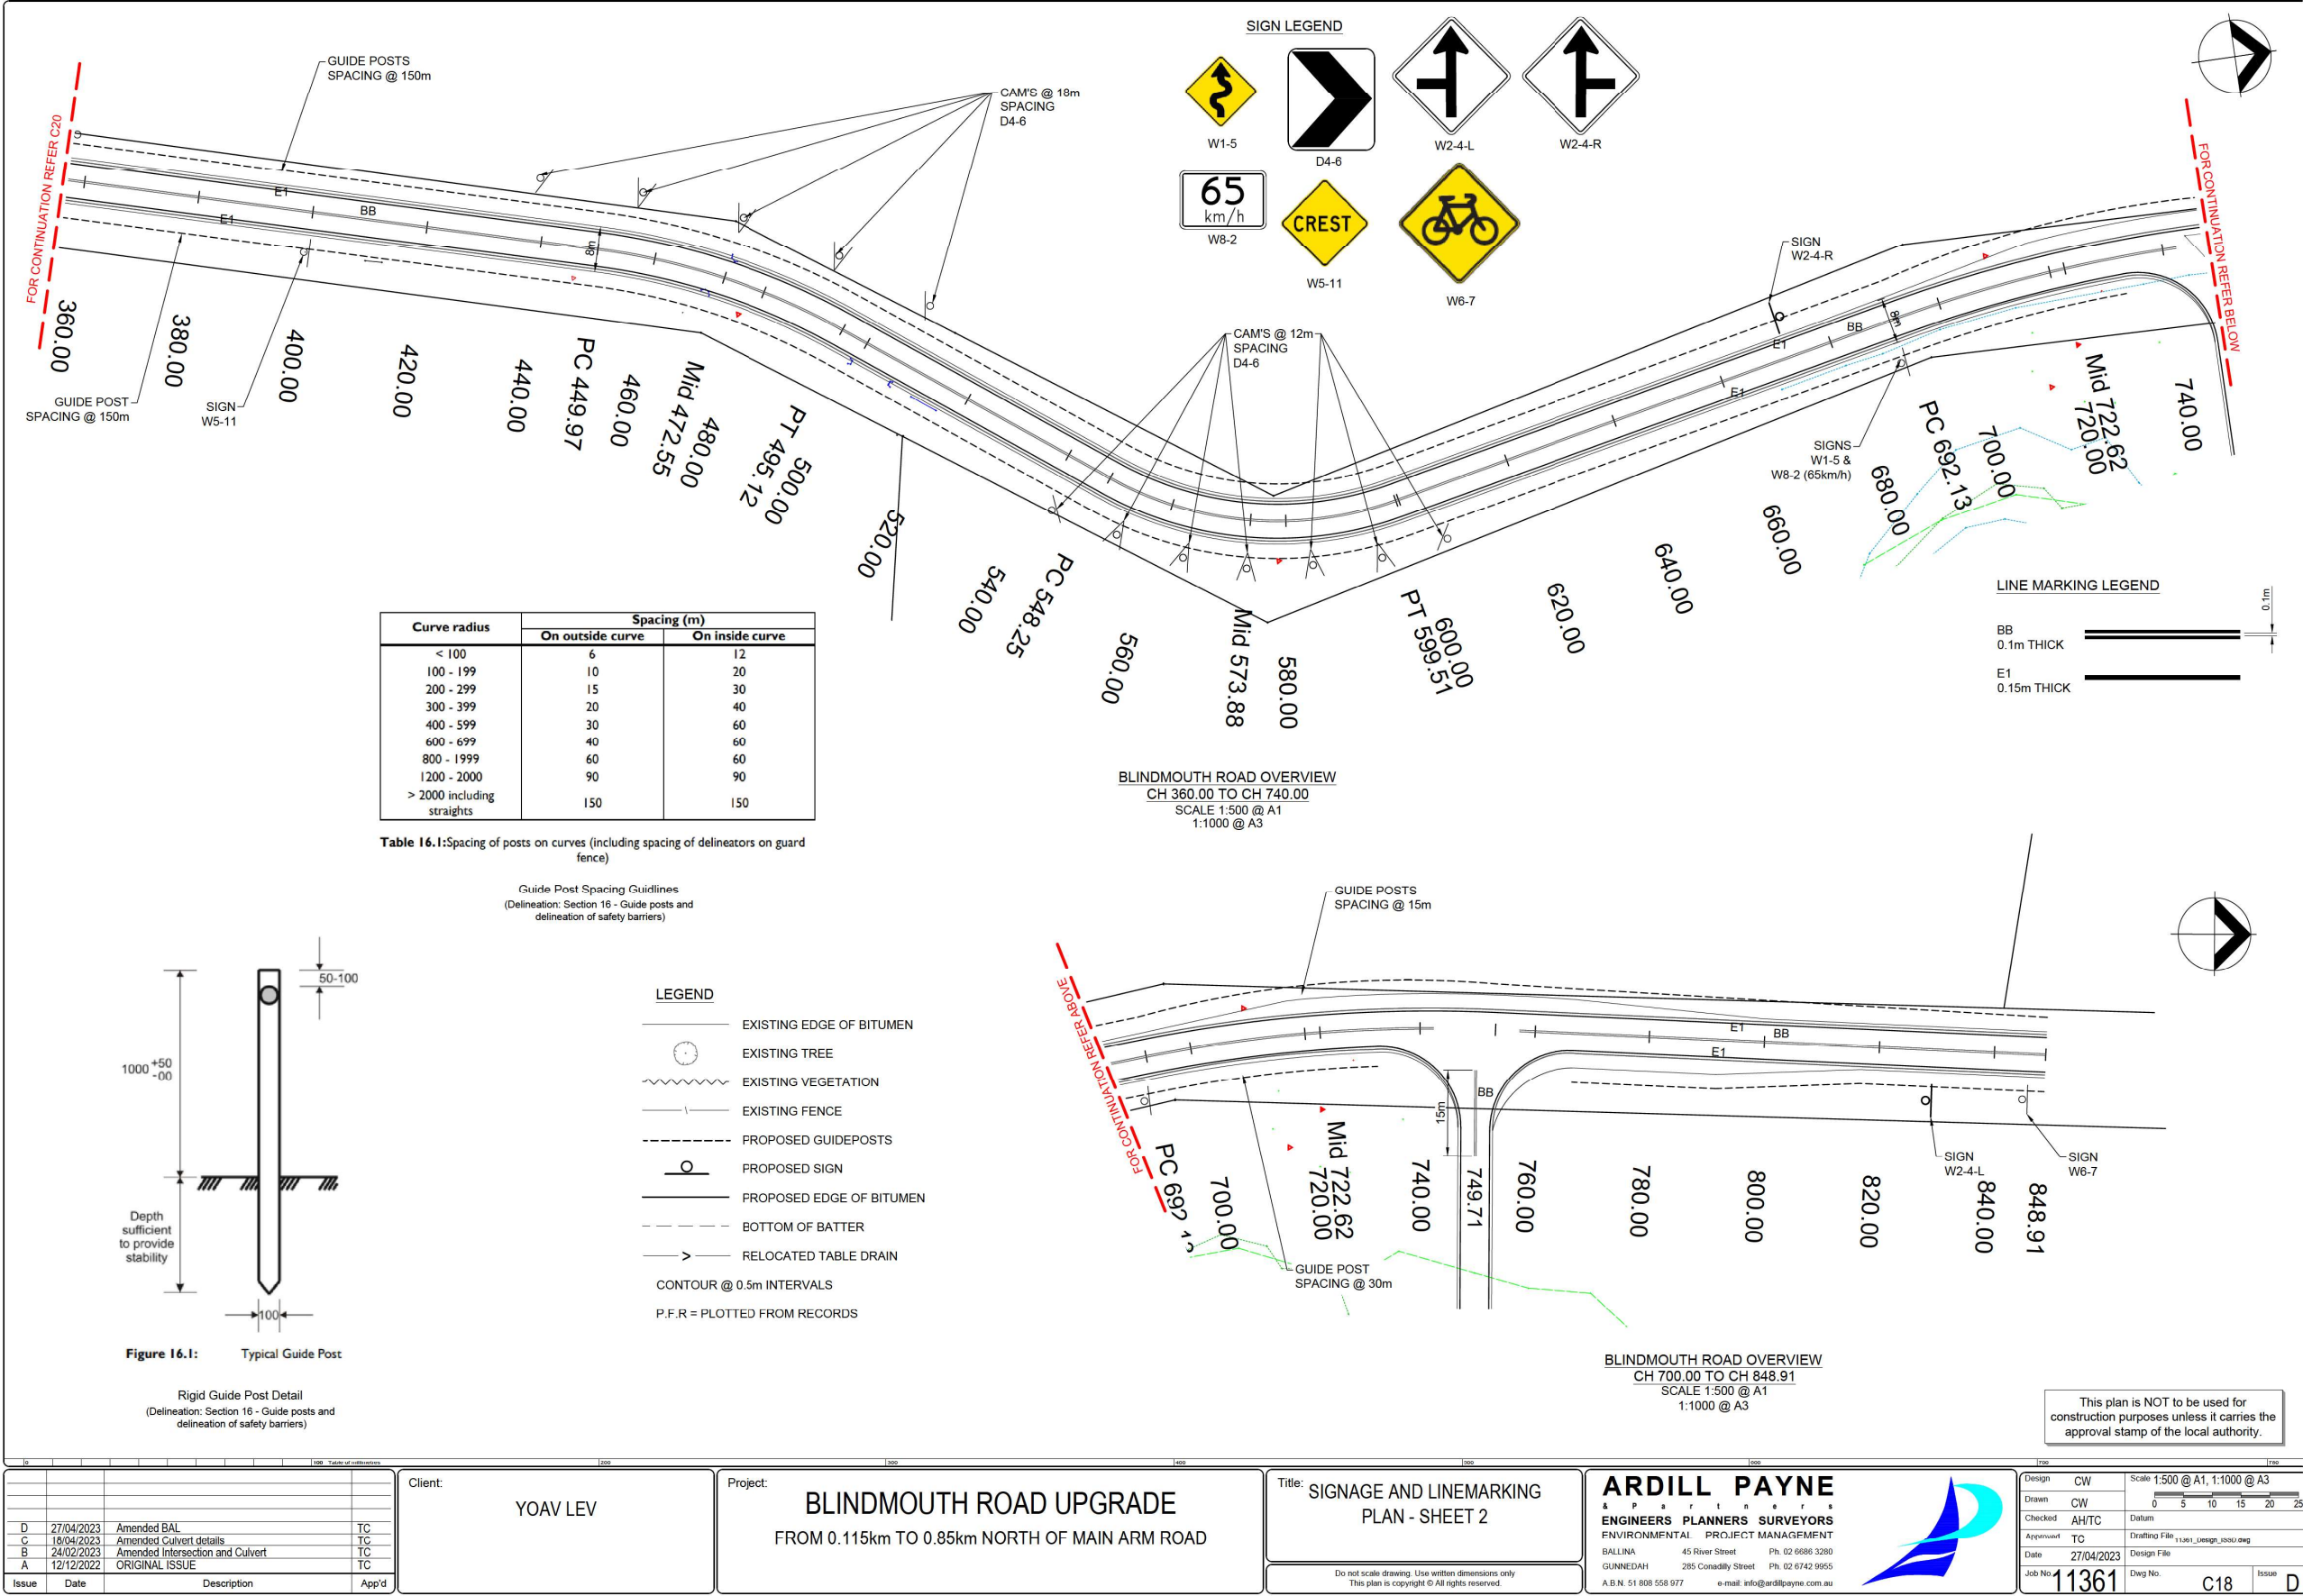 SIGN LEGEND
W1-5
D4-6
W2-4-L
W2-4-R
65
km/h
W8-2
CREST
W5-11
W6-7
GUIDE POSTS
SPACING @ 150m
CAM'S @ 18m
SPACING
D4-6
FOR CONTINUATION REFER C20
E1
BB
E1
8m
GUIDE POST
SPACING @ 150m
SIGN
W5-11
360.00
380.00
400.00
420.00
440.00
PC 449.97
460.00
Mid 472.55
480.00
PT 495.12
500.00
520.00
540.00
PC 548.25
560.00
Mid 573.88
580.00
PT 599.51
600.00
620.00
640.00
660.00
680.00
PC 692.13
700.00
Mid 722.62
720.00
740.00
CAM'S @ 12m
SPACING
D4-6
SIGN
W2-4-R
BB
8m
E1
E1
SIGNS
W1-5 &
W8-2 (65km/h)
FOR CONTINUATION REFER BELOW
LINE MARKING LEGEND
0.1m
BB
0.1m THICK
E1
0.15m THICK
BLINDMOUTH ROAD OVERVIEW
CH 360.00 TO CH 740.00
SCALE 1:500 @ A1
1:1000 @ A3
Curve radius Spacing (m)
On outside curve On inside curve
< 100 6 12
100 - 199 10 20
200 - 299 15 30
300 - 399 20 40
400 - 599 30 60
600 - 699 40 60
800 - 1999 60 60
1200 - 2000 90 90
> 2000 including
straights 150 150
Table 16.1:Spacing of posts on curves (including spacing of delineators on guard
fence)
Guide Post Spacing Guidlines
(Delineation: Section 16 - Guide posts and
delineation of safety barriers)
50-100
1000 +50
-00
Depth
sufficient
to provide
stability
100
Figure 16.1: Typical Guide Post
Rigid Guide Post Detail
(Delineation: Section 16 - Guide posts and
delineation of safety barriers)
LEGEND
EXISTING EDGE OF BITUMEN
EXISTING TREE
EXISTING VEGETATION
EXISTING FENCE
PROPOSED GUIDEPOSTS
PROPOSED SIGN
PROPOSED EDGE OF BITUMEN
BOTTOM OF BATTER
RELOCATED TABLE DRAIN
CONTOUR @ 0.5m INTERVALS
P.F.R = PLOTTED FROM RECORDS
GUIDE POSTS
SPACING @ 15m
FOR CONTINUATION REFER ABOVE
E1
BB
E1
BB
15m
PC 692.13
700.00
Mid 722.62
720.00
740.00
749.71
760.00
780.00
800.00
820.00
840.00
848.91
SIGN
W2-4-L
SIGN
W6-7
GUIDE POST
SPACING @ 30m
BLINDMOUTH ROAD OVERVIEW
CH 700.00 TO CH 848.91
SCALE 1:500 @ A1
1:1000 @ A3
This plan is NOT to be used for
construction purposes unless it carries the
approval stamp of the local authority.
0 100 Table of millimetres 200 300 400 500 600 700 780
D 27/04/2023 Amended BAL TC
C 18/04/2023 Amended Culvert details TC
B 24/02/2023 Amended Intersection and Culvert TC
A 12/12/2022 ORIGINAL ISSUE TC
Issue Date Description App'd
Client:
YOAV LEV
Project:
BLINDMOUTH ROAD UPGRADE
FROM 0.115km TO 0.85km NORTH OF MAIN ARM ROAD
Title: SIGNAGE AND LINEMARKING
PLAN - SHEET 2
Do not scale drawing. Use written dimensions only
This plan is copyright © All rights reserved.
ARDILL PAYNE
& Partners
ENGINEERS PLANNERS SURVEYORS
ENVIRONMENTAL PROJECT MANAGEMENT
BALLINA 45 River Street Ph. 02 6686 3280
GUNNEDAH 285 Conadilly Street Ph. 02 6742 9955
A.B.N. 51 808 558 977 e-mail: info@ardillpayne.com.au
Design CW
Drawn CW
Checked AH/TC
Approved TC
Date 27/04/2023
Job No. 11361
Scale 1:500 @ A1, 1:1000 @ A3
0 5 10 15 20 25
Datum
Drafting File
Design File
Dwg No. C18
Issue D